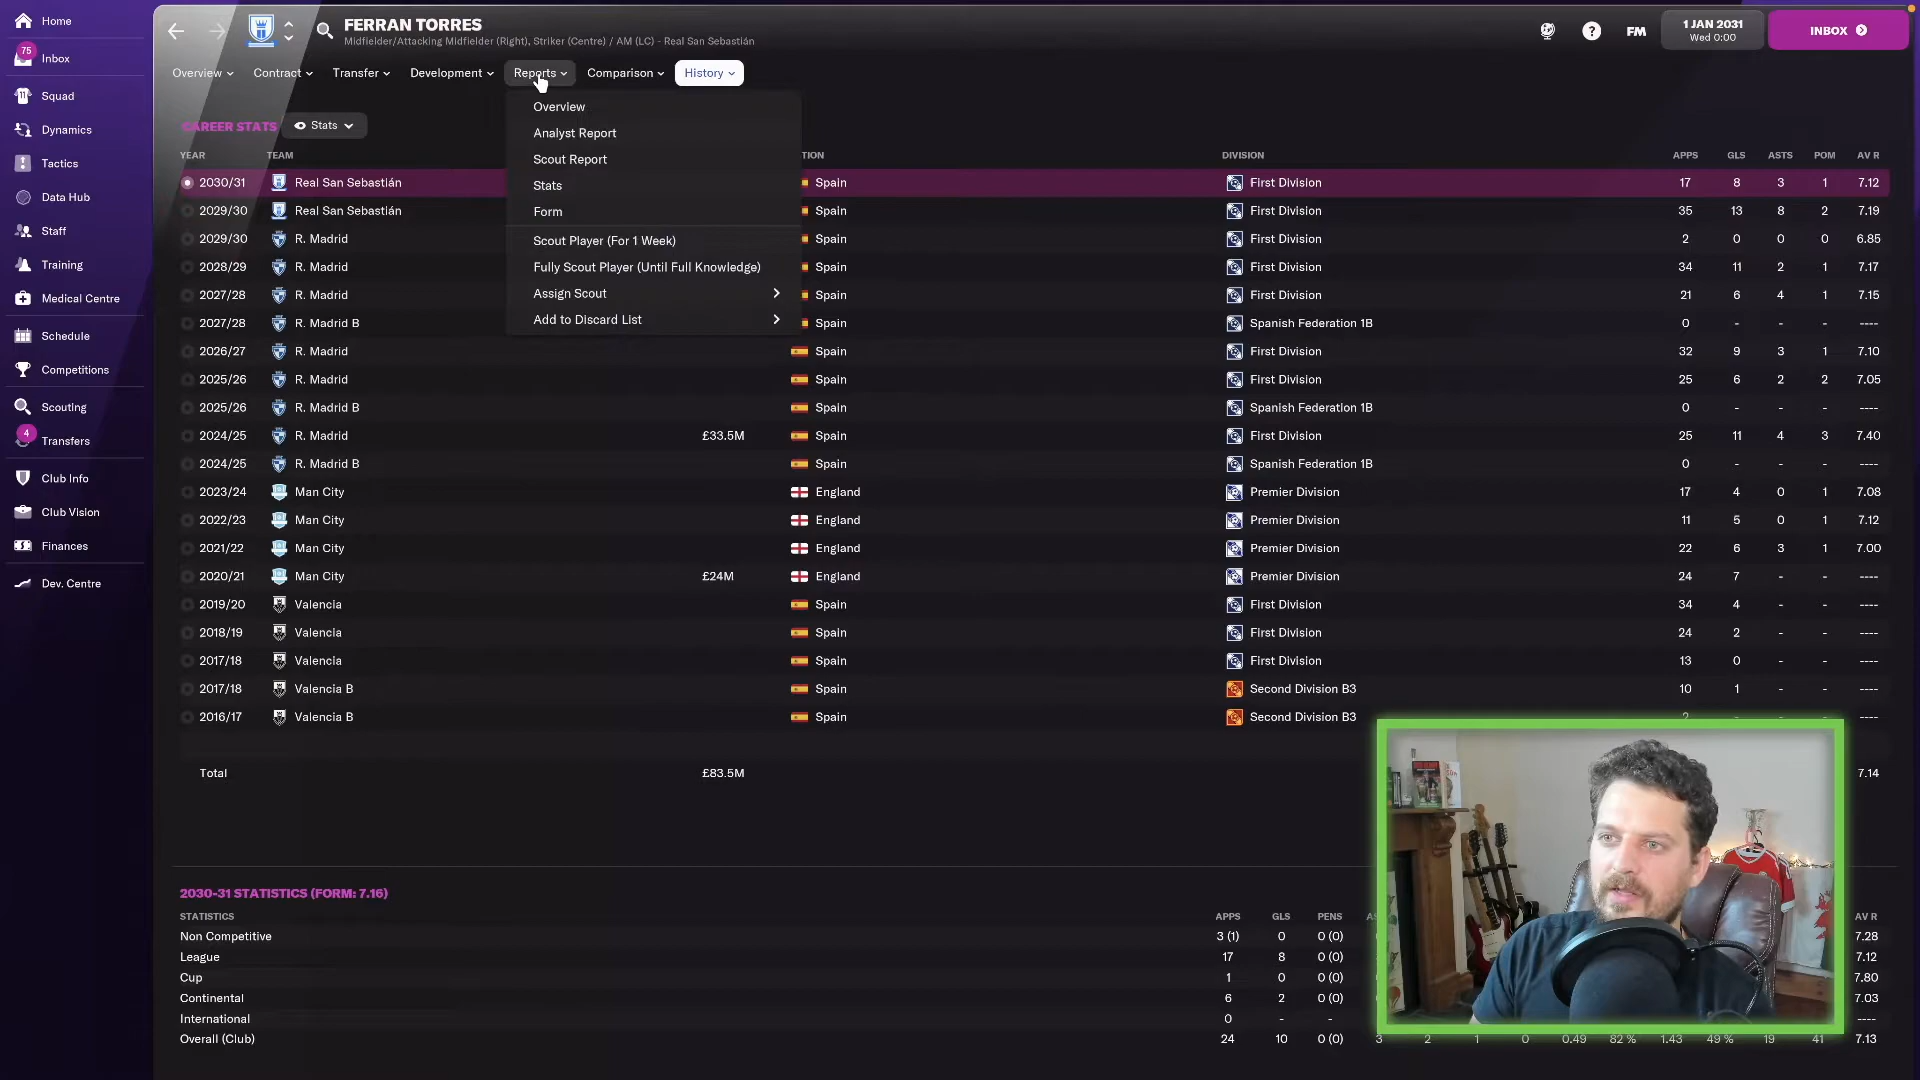 Home
FERRAN TORRES
Midfielder/Attacking Midfielder (Right), Striker (Centre) / AM (LC) - Real San Sebastián
FM
1 JAN 2031
Wed 0:00
INBOX
75
Inbox
Squad
Dynamics
Tactics
Data Hub
Staff
Training
Medical Centre
Schedule
Competitions
Scouting
4
Transfers
Club Info
Club Vision
Finances
Dev. Centre
Overview Contract Transfer Development Reports Comparison History
Overview
Analyst Report
Scout Report
Stats
Form
Scout Player (For 1 Week)
Fully Scout Player (Until Full Knowledge)
Assign Scout
Add to Discard List
CAREER STATS Stats
YEAR TEAM TION DIVISION APPS GLS ASTS POM AV R
2030/31 Real San Sebastián Spain First Division 17 8 3 1 7.12
2029/30 Real San Sebastián Spain First Division 35 13 8 2 7.19
2029/30 R. Madrid Spain First Division 2 0 0 0 6.85
2028/29 R. Madrid Spain First Division 34 11 2 1 7.17
2027/28 R. Madrid Spain First Division 21 6 4 1 7.15
2027/28 R. Madrid B Spain Spanish Federation 1B 0 - - - ----
2026/27 R. Madrid Spain First Division 32 9 3 1 7.10
2025/26 R. Madrid Spain First Division 25 6 2 2 7.05
2025/26 R. Madrid B Spain Spanish Federation 1B 0 - - - ----
2024/25 R. Madrid £33.5M Spain First Division 25 11 4 3 7.40
2024/25 R. Madrid B Spain Spanish Federation 1B 0 - - - ----
2023/24 Man City England Premier Division 17 4 0 1 7.08
2022/23 Man City England Premier Division 11 5 0 1 7.12
2021/22 Man City England Premier Division 22 6 3 1 7.00
2020/21 Man City £24M England Premier Division 24 7 - - ----
2019/20 Valencia Spain First Division 34 4 - - ----
2018/19 Valencia Spain First Division 24 2 - - ----
2017/18 Valencia Spain First Division 13 0 - - ----
2017/18 Valencia B Spain Second Division B3 10 1 - - ----
2016/17 Valencia B Spain Second Division B3 2 - - - ----
Total £83.5M 7.14
2030-31 STATISTICS (FORM: 7.16)
STATISTICS APPS GLS PENS AV R
Non Competitive 3 (1) 0 0 (0) 7.28
League 17 8 0 (0) 7.12
Cup 1 0 0 (0) 7.80
Continental 6 2 0 (0) 7.03
International 0 - - ----
Overall (Club) 24 10 0 (0) 3 2 1 0 0.49 82 % 1.43 49 % 19 41 7.13